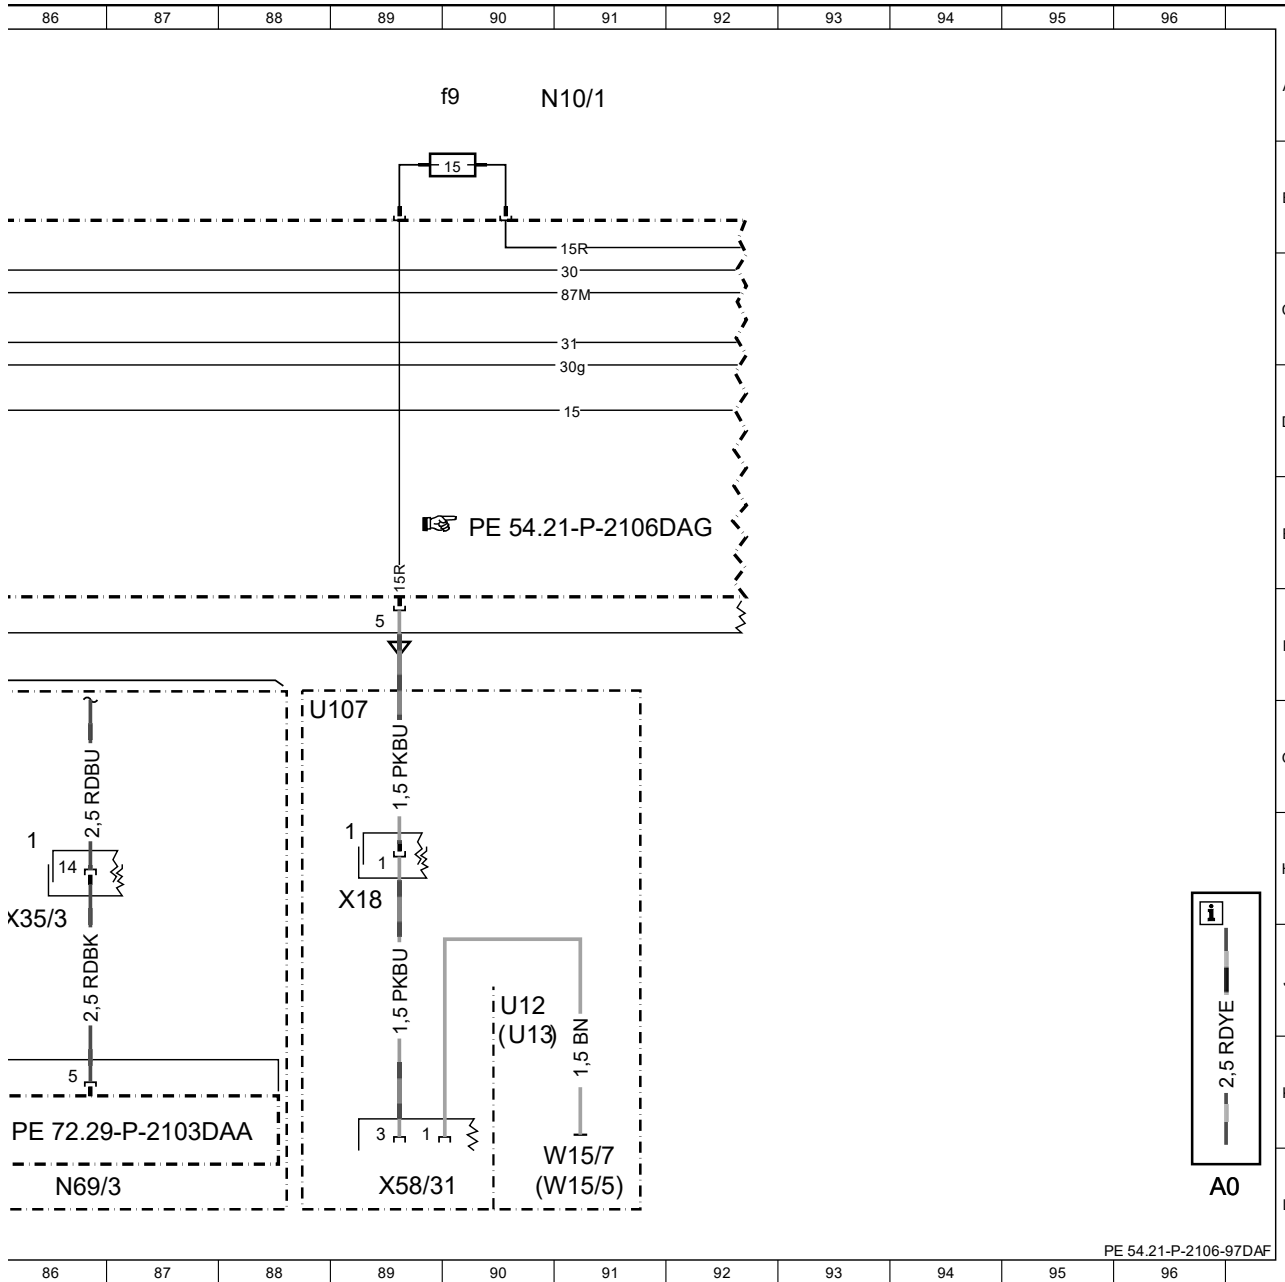 86 87 88 89 90 91 92 93 94 95 96
f9 N10/1
15
15R
30
87M
31
30g
15
PE 54.21-P-2106DAG
15R
5
U107
2,5 RDBU
1,5 PKBU
1
14
1
1
X35/3
X18
2,5 RDBK
1,5 PKBU
U12
(U13)
1,5 BN
i
2,5 RDYE
A0
5
PE 72.29-P-2103DAA
N69/3
3 1
X58/31
W15/7
(W15/5)
PE 54.21-P-2106-97DAF
86 87 88 89 90 91 92 93 94 95 96